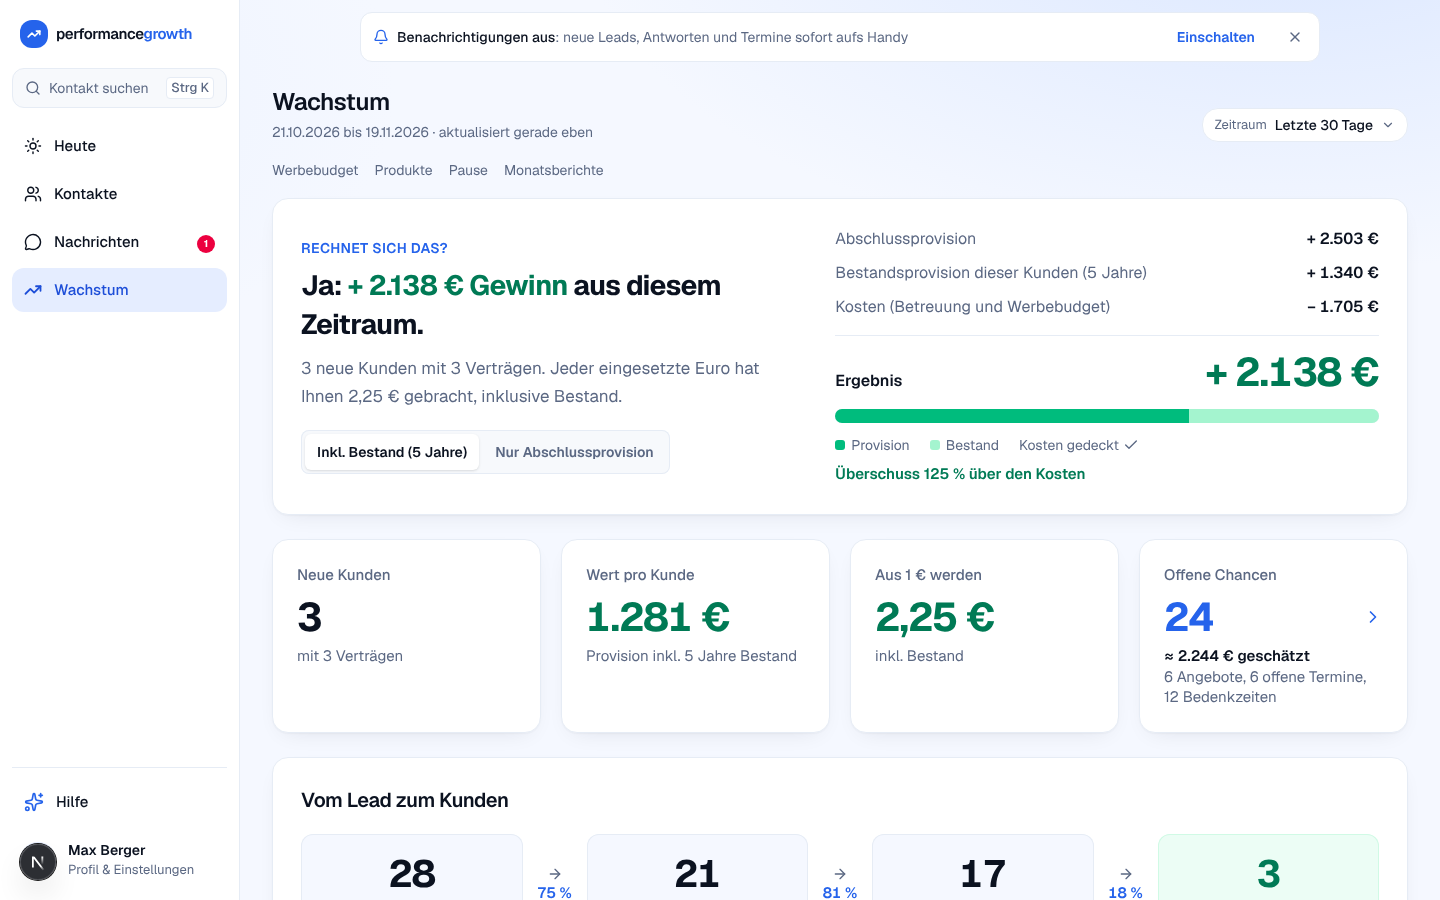 performancegrowth
Kontakt suchen Strg K
Heute
Kontakte
Nachrichten 1
Wachstum
Hilfe
N
Max Berger
Profil & Einstellungen
Benachrichtigungen aus: neue Leads, Antworten und Termine sofort aufs Handy Einschalten
Wachstum
21.10.2026 bis 19.11.2026 · aktualisiert gerade eben
Zeitraum Letzte 30 Tage
Werbebudget Produkte Pause Monatsberichte
RECHNET SICH DAS?
Ja: + 2.138 € Gewinn aus diesem
Zeitraum.
3 neue Kunden mit 3 Verträgen. Jeder eingesetzte Euro hat
Ihnen 2,25 € gebracht, inklusive Bestand.
Inkl. Bestand (5 Jahre) Nur Abschlussprovision
Abschlussprovision + 2.503 €
Bestandsprovision dieser Kunden (5 Jahre) + 1.340 €
Kosten (Betreuung und Werbebudget) − 1.705 €
Ergebnis + 2.138 €
Provision Bestand Kosten gedeckt ✓
Überschuss 125 % über den Kosten
Neue Kunden
3
mit 3 Verträgen
Wert pro Kunde
1.281 €
Provision inkl. 5 Jahre Bestand
Aus 1 € werden
2,25 €
inkl. Bestand
Offene Chancen
24
≈ 2.244 € geschätzt
6 Angebote, 6 offene Termine,
12 Bedenkzeiten
Vom Lead zum Kunden
28 → 75 % 21 → 81 % 17 → 18 % 3